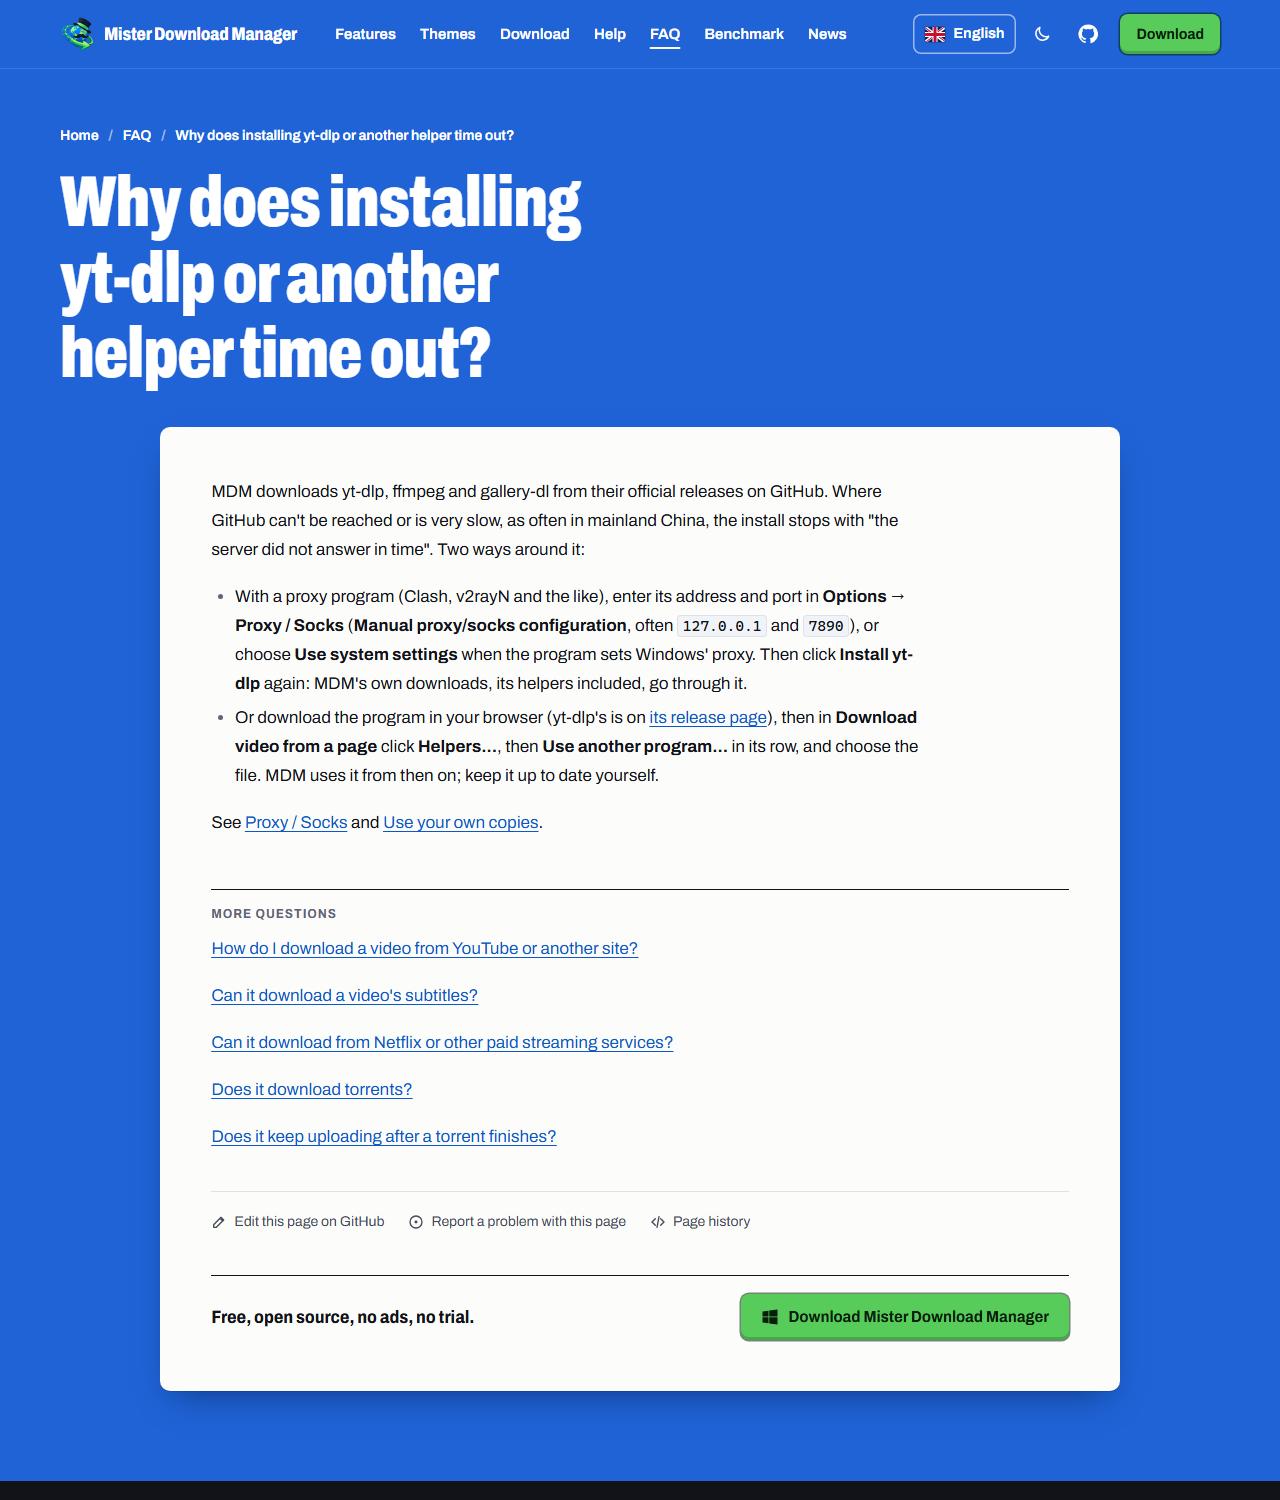 Mister Download Manager
Features
Themes
Download
Help
FAQ
Benchmark
News
English
Download
Home / FAQ / Why does installing yt-dlp or another helper time out?
Why does installing
yt-dlp or another
helper time out?
MDM downloads yt-dlp, ffmpeg and gallery-dl from their official releases on GitHub. Where
GitHub can't be reached or is very slow, as often in mainland China, the install stops with "the
server did not answer in time". Two ways around it:
• With a proxy program (Clash, v2rayN and the like), enter its address and port in Options →
Proxy / Socks (Manual proxy/socks configuration, often 127.0.0.1 and 7890), or
choose Use system settings when the program sets Windows' proxy. Then click Install yt-
dlp again: MDM's own downloads, its helpers included, go through it.
• Or download the program in your browser (yt-dlp's is on its release page), then in Download
video from a page click Helpers…, then Use another program… in its row, and choose the
file. MDM uses it from then on; keep it up to date yourself.
See Proxy / Socks and Use your own copies.
MORE QUESTIONS
How do I download a video from YouTube or another site?
Can it download a video's subtitles?
Can it download from Netflix or other paid streaming services?
Does it download torrents?
Does it keep uploading after a torrent finishes?
Edit this page on GitHub
Report a problem with this page
Page history
Free, open source, no ads, no trial.
Download Mister Download Manager